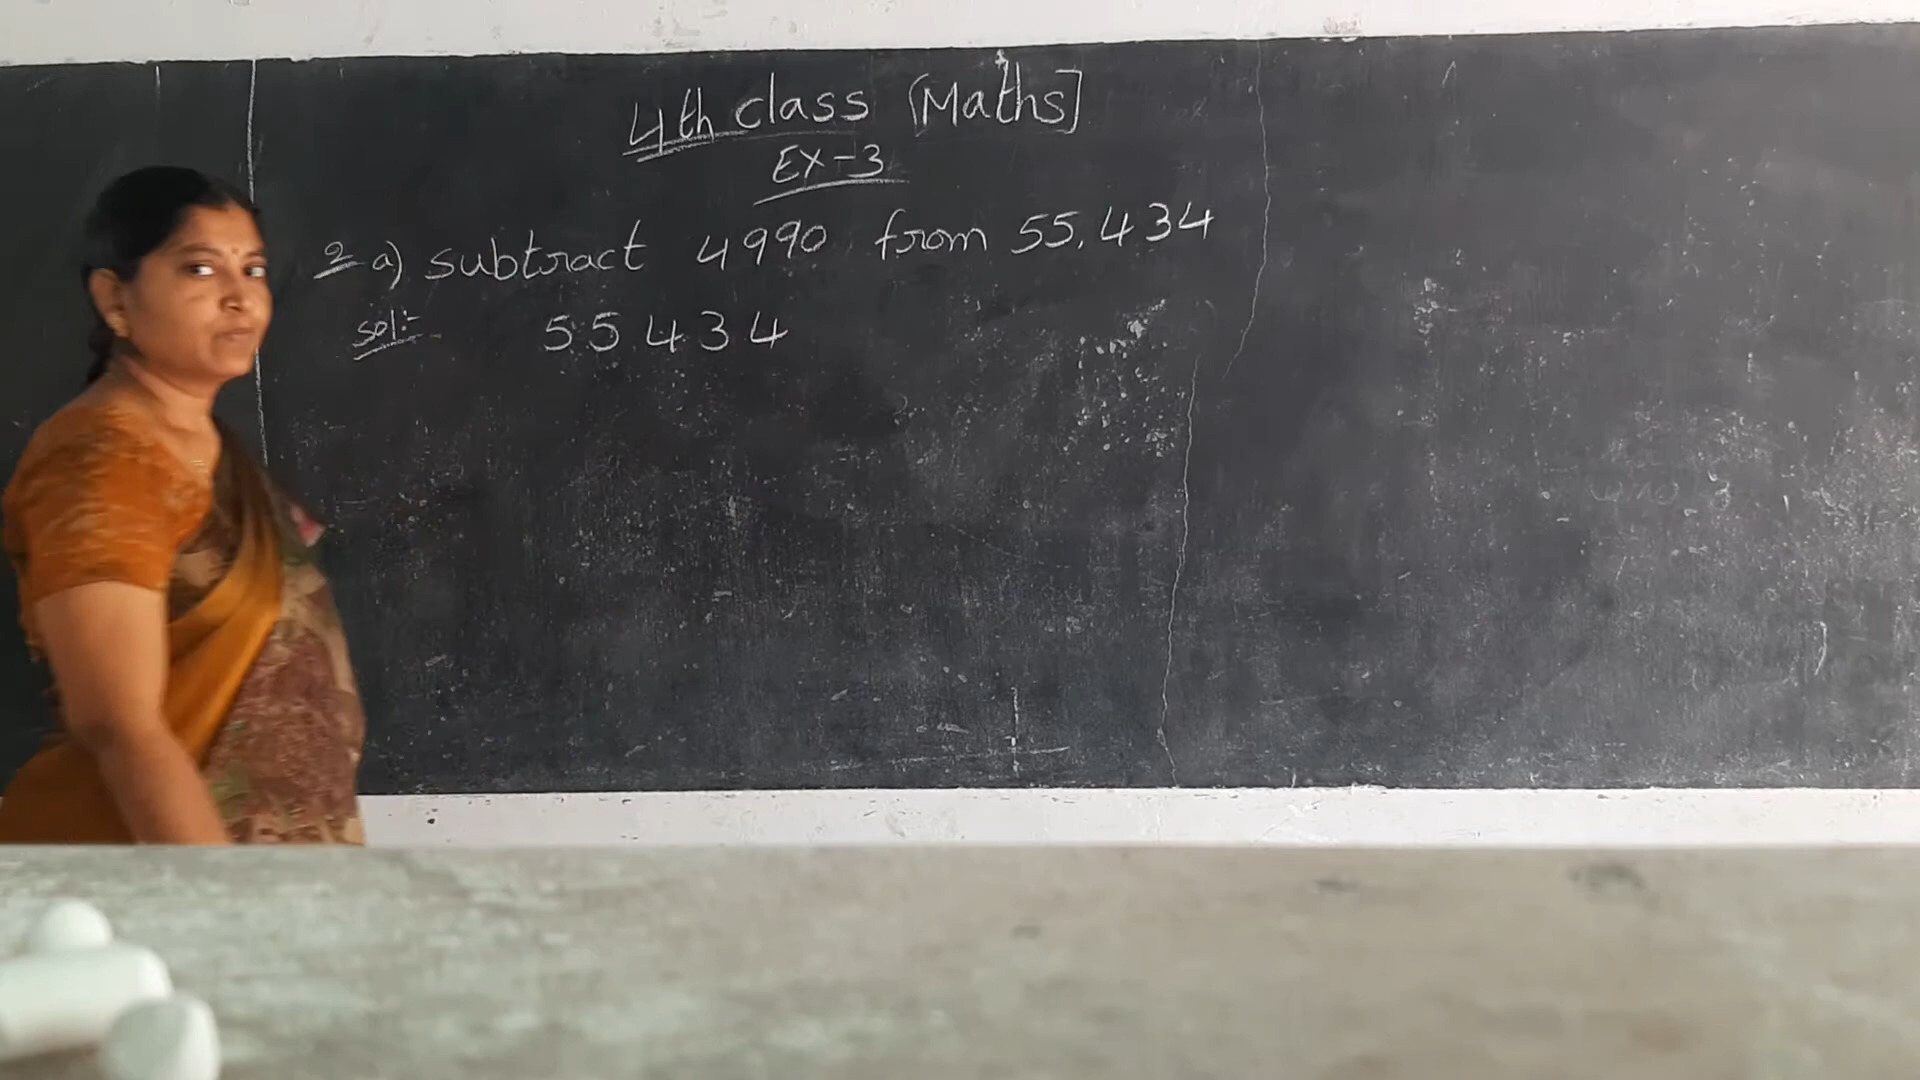 4th class [Maths]
Ex-3
2 a) subtract 4990 from 55,434
Sol:-
55434